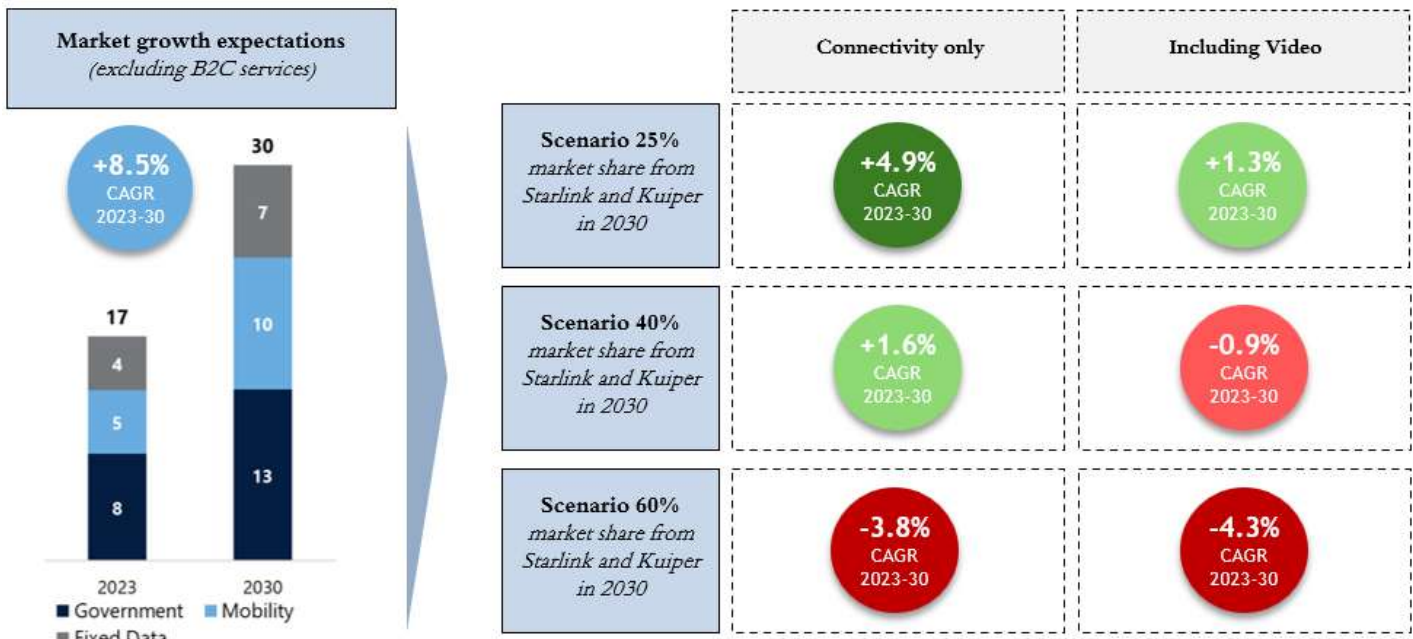 Market growth expectations
(excluding B2C services)
+8.5%
CAGR
2023-30
30
7
10
13
17
4
5
8
2023
2030
Government
Mobility
Fixed Data
Connectivity only
Including Video
Scenario 25%
market share from
Starlink and Kuiper
in 2030
+4.9%
CAGR
2023-30
+1.3%
CAGR
2023-30
Scenario 40%
market share from
Starlink and Kuiper
in 2030
+1.6%
CAGR
2023-30
-0.9%
CAGR
2023-30
Scenario 60%
market share from
Starlink and Kuiper
in 2030
-3.8%
CAGR
2023-30
-4.3%
CAGR
2023-30